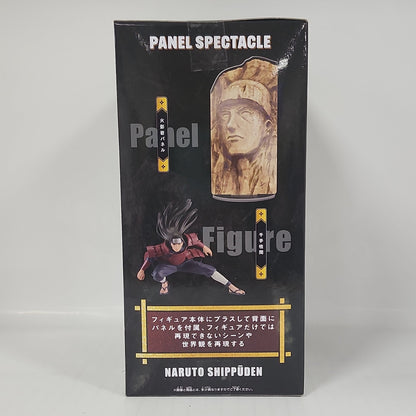 PANEL SPECTACLE
火影岩パネル
Panel
千手柱間
Figure
フィギュア本体にプラスして背面に
パネルを付属。フィギュアだけでは
再現できないシーンや
世界観を再現する
NARUTO SHIPPŪDEN